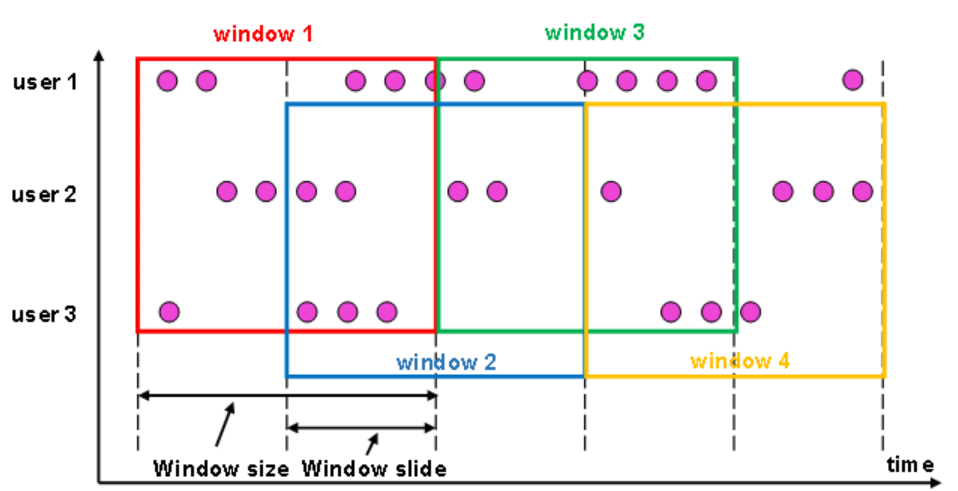 window 1
window 3
user 1
user 2
user 3
window 2
window 4
Window size
Window slide
time